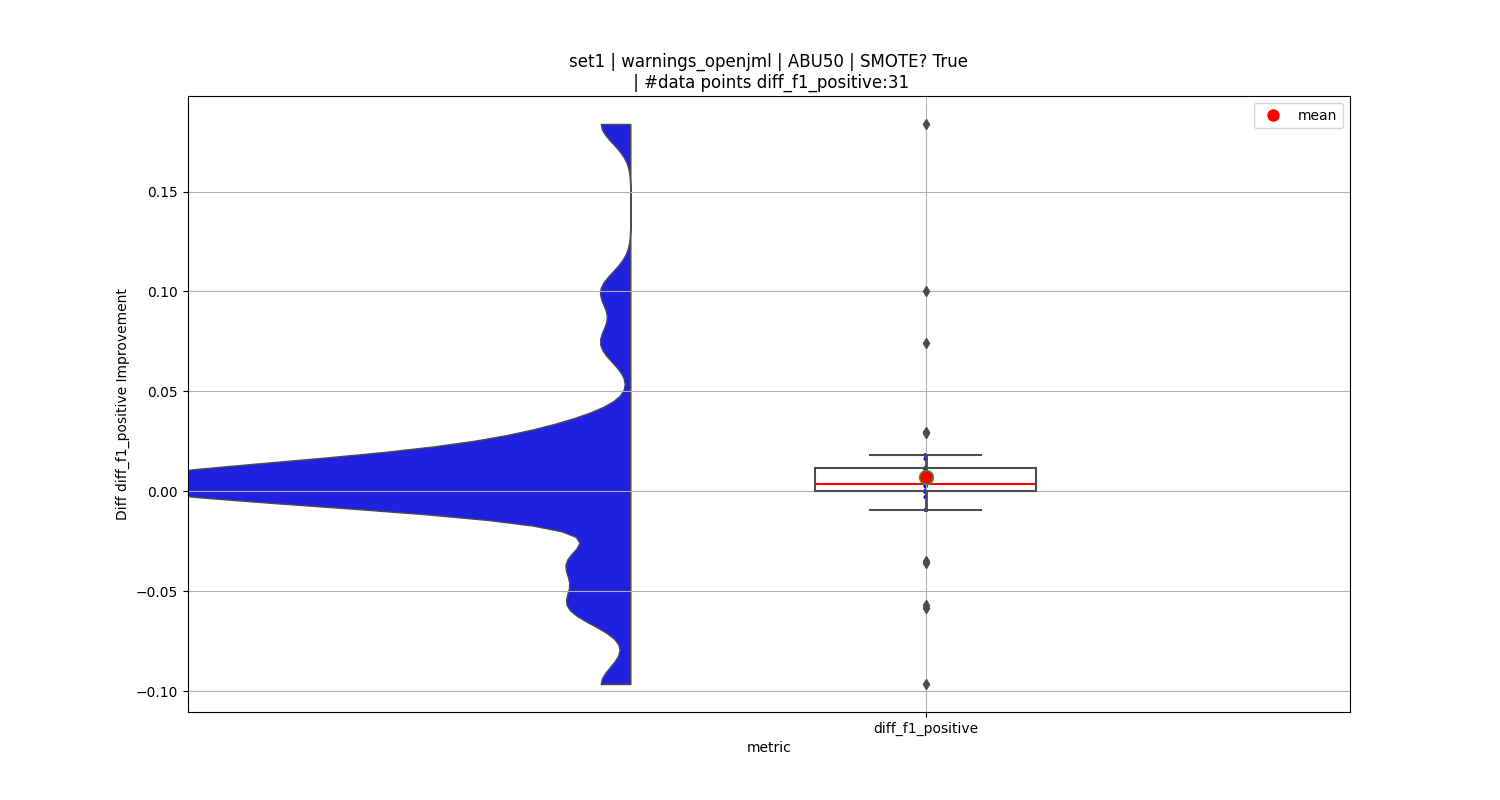 set1 | warnings_openjml | ABU50 | SMOTE? True
| #data points diff_f1_positive:31
mean
0.15
0.10
0.05
0.00
−0.05
−0.10
Diff diff_f1_positive Improvement
diff_f1_positive
metric